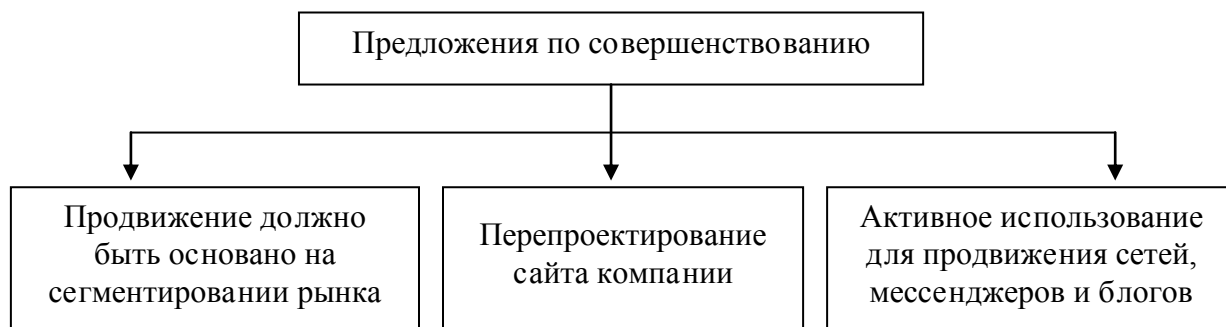 Предложения по совершенствованию
Продвижение должно
быть основано на
сегментировании рынка
Перепроектирование
сайта компании
Активное использование
для продвижения сетей,
мессенджеров и блогов